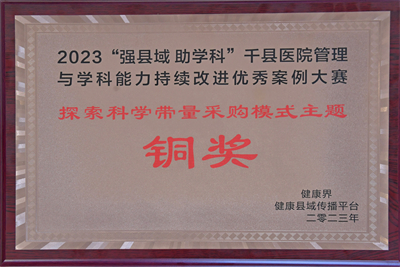 2023“强县域 助学科”千县医院管理
与学科能力持续改进优秀案例大赛
探索科学带量采购模式主题
铜奖
健康界
健康县域传播平台
二零二三年